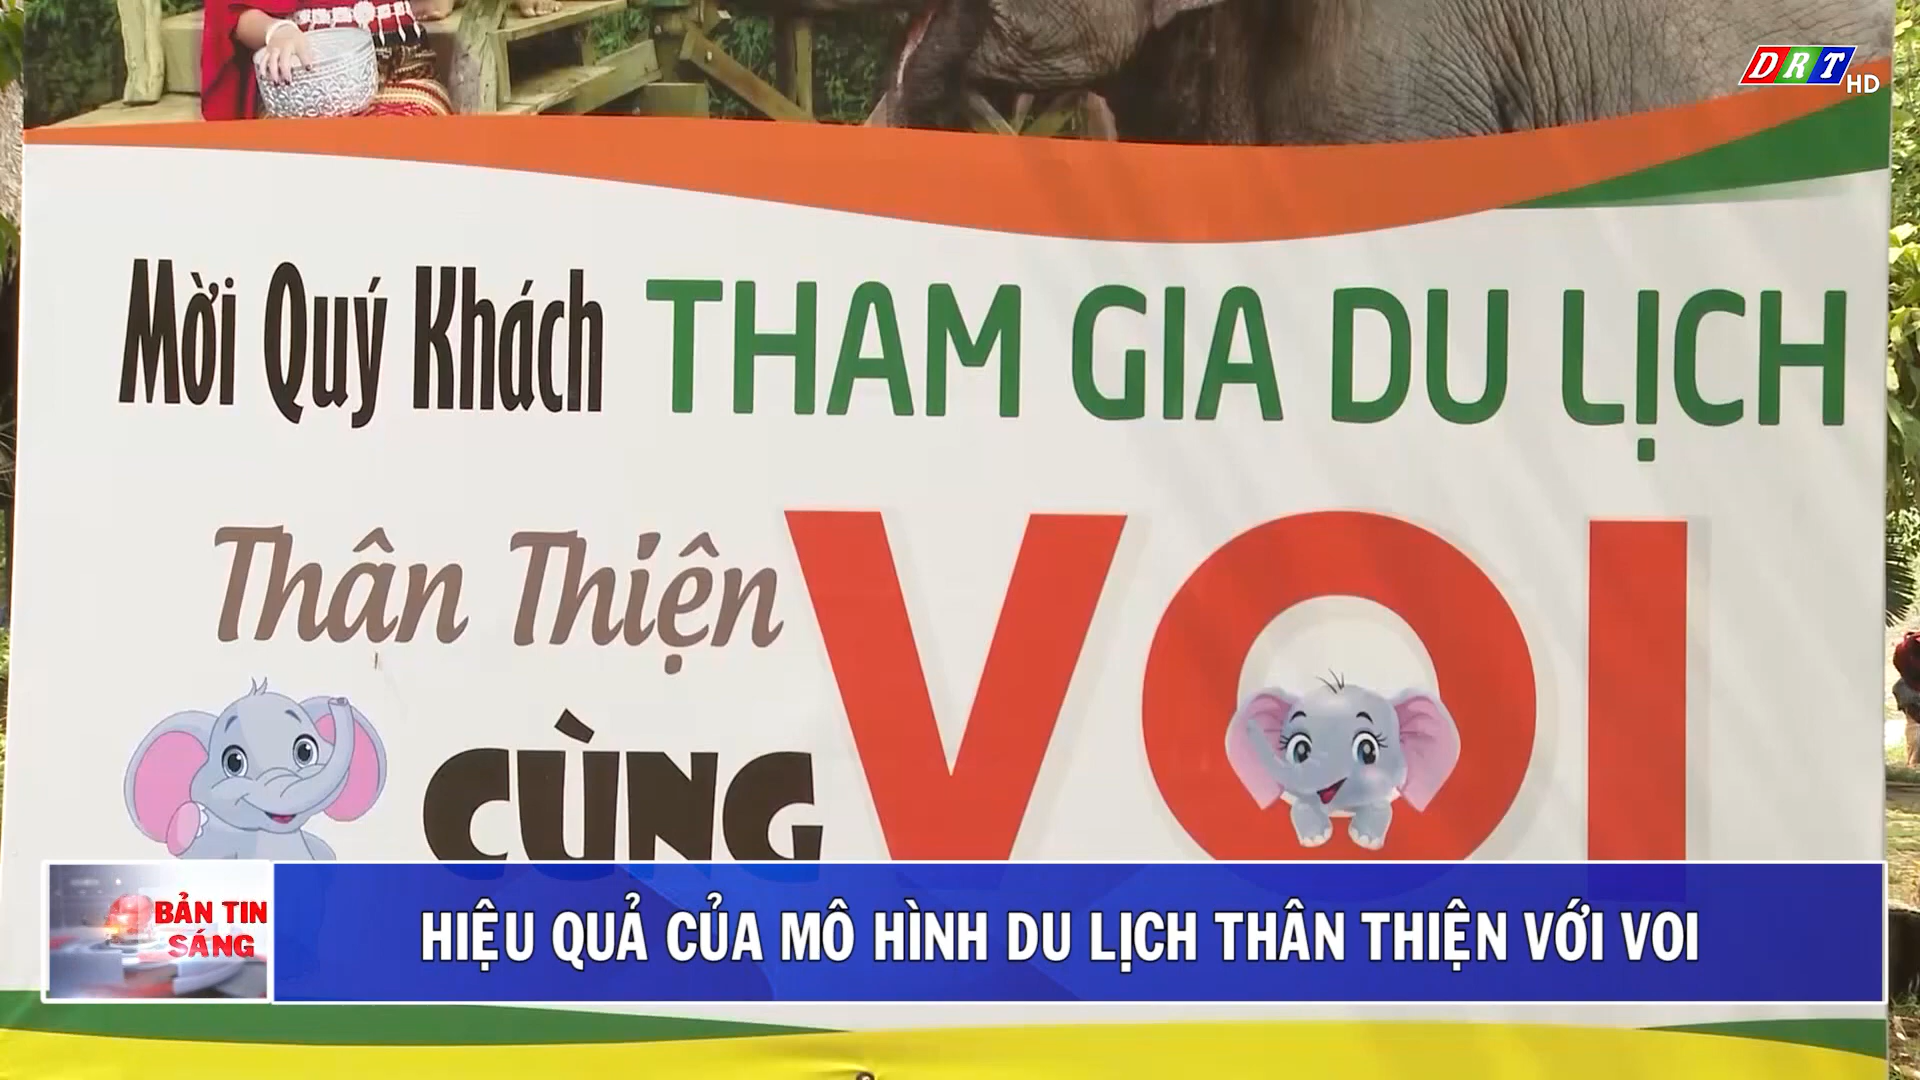 DRT HD
Mời Quý Khách THAM GIA DU LỊCH
Thân Thiện VOI
CÙNG
BẢN TIN
SÁNG
HIỆU QUẢ CỦA MÔ HÌNH DU LỊCH THÂN THIỆN VỚI VOI